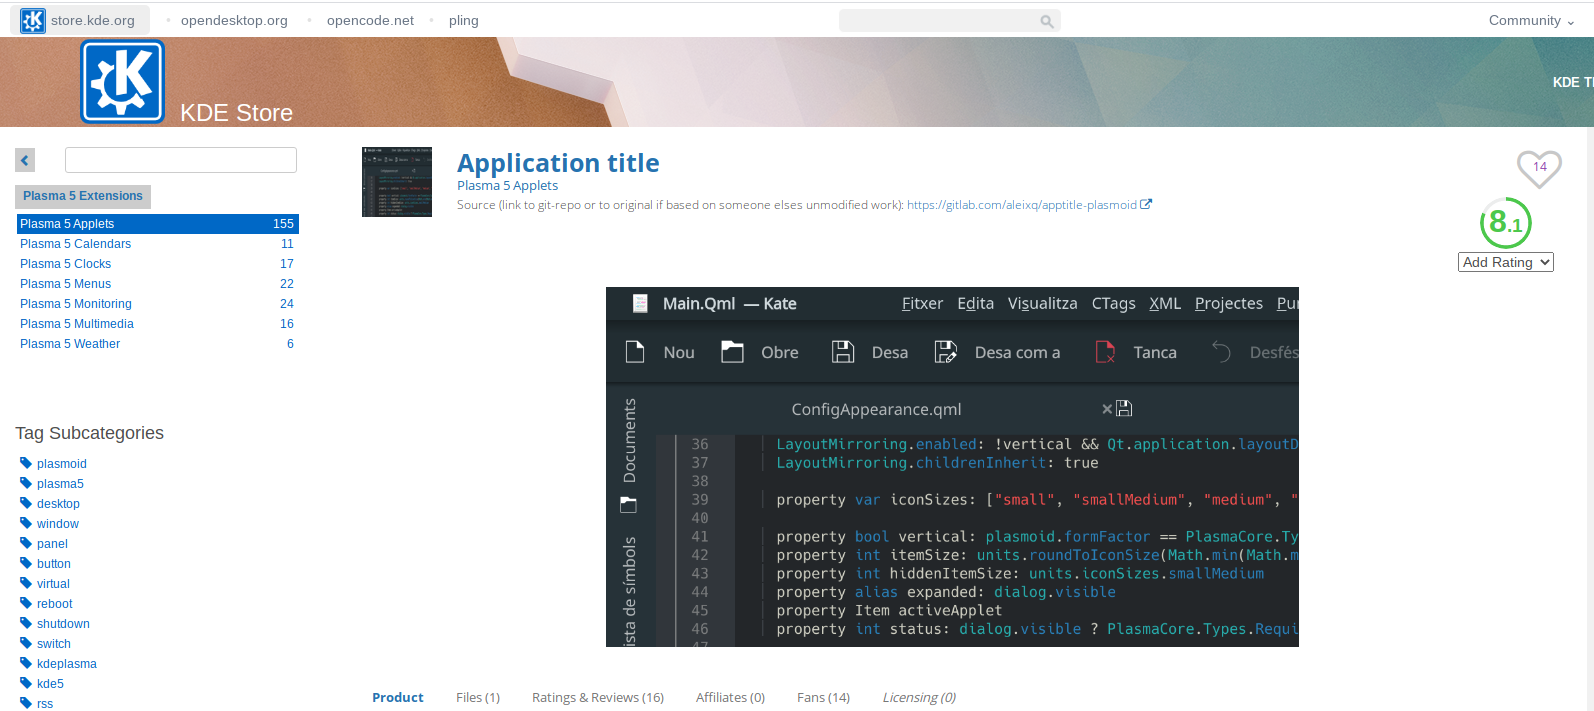 store.kde.org opendesktop.org opencode.net pling Community
KDE Store
KDE
Application title
Plasma 5 Applets
Source (link to git-repo or to original if based on someone elses unmodified work): https://gitlab.com/aleixq/apptitle-plasmoid
14
8.1
Add Rating
Plasma 5 Extensions
Plasma 5 Applets 155
Plasma 5 Calendars 11
Plasma 5 Clocks 17
Plasma 5 Menus 22
Plasma 5 Monitoring 24
Plasma 5 Multimedia 16
Plasma 5 Weather 6
Tag Subcategories
plasmoid
plasma5
desktop
window
panel
button
virtual
reboot
shutdown
switch
kdeplasma
kde5
rss
Main.Qml — Kate Fitxer Edita Visualitza CTags XML Projectes
Nou Obre Desa Desa com a Tanca Desfés
Documents
ista de símbols
ConfigAppearance.qml
36 LayoutMirroring.enabled: !vertical && Qt.application.layoutD
37 LayoutMirroring.childrenInherit: true
38
39 property var iconSizes: ["small", "smallMedium", "medium", "
40
41 property bool vertical: plasmoid.formFactor == PlasmaCore.Ty
42 property int itemSize: units.roundToIconSize(Math.min(Math.m
43 property int hiddenItemSize: units.iconSizes.smallMedium
44 property alias expanded: dialog.visible
45 property Item activeApplet
46 property int status: dialog.visible ? PlasmaCore.Types.Requi
47
Product Files (1) Ratings & Reviews (16) Affiliates (0) Fans (14) Licensing (0)